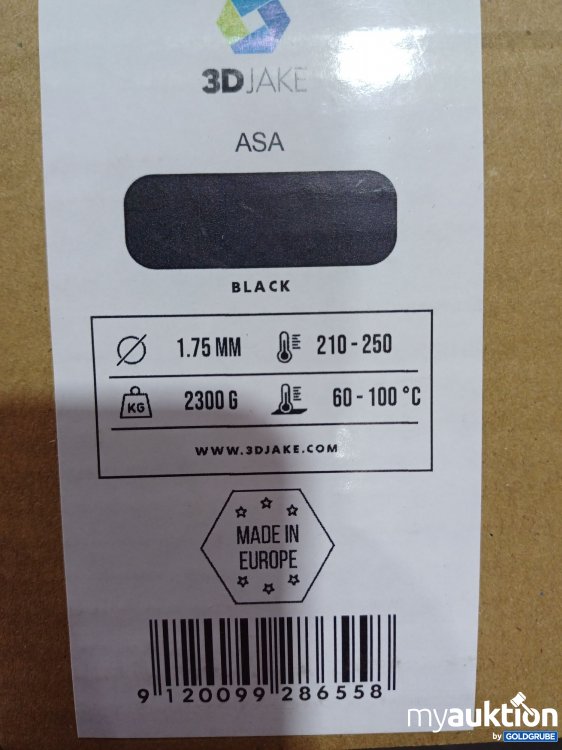 3DJAKE
ASA
BLACK
1.75 MM 210 - 250
KG 2300 G 60 - 100 °C
WWW.3DJAKE.COM
MADE IN
EUROPE
9 120099 286558
myauktion
by GOLDGRUBE